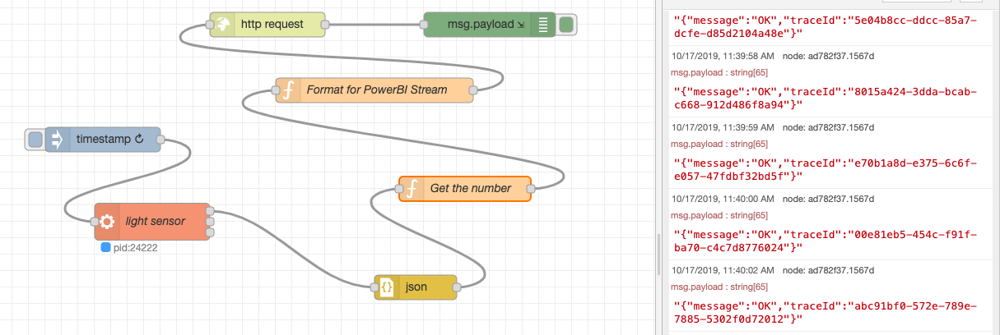 http request
msg.payload
Format for PowerBI Stream
timestamp ↻
Get the number
light sensor
pid:24222
{} json
"{"message":"OK","traceId":"5e04b8cc-ddcc-85a7-
dcfe-d85d2104a48e"}"
10/17/2019, 11:39:58 AM node: ad782f37.1567d
msg.payload : string[65]
"{"message":"OK","traceId":"8015a424-3dda-bcab-
c668-912d486f8a94"}"
10/17/2019, 11:39:59 AM node: ad782f37.1567d
msg.payload : string[65]
"{"message":"OK","traceId":"e70b1a8d-e375-6c6f-
e057-47fdbf32bd5f"}"
10/17/2019, 11:40:00 AM node: ad782f37.1567d
msg.payload : string[65]
"{"message":"OK","traceId":"00e81eb5-454c-f91f-
ba70-c4c7d8776024"}"
10/17/2019, 11:40:02 AM node: ad782f37.1567d
msg.payload : string[65]
"{"message":"OK","traceId":"abc91bf0-572e-789e-
7885-5302f0d72012"}"